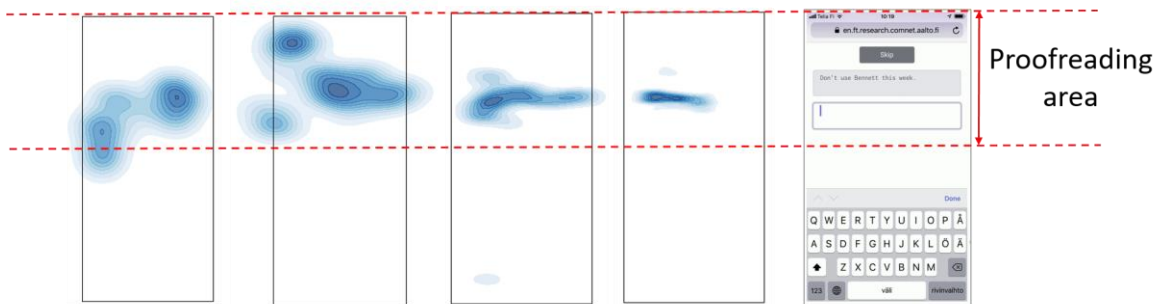 Telia FI 10:19
en.ft.research.comnet.aalto.fi
Skip
Don't use Bennett this week.
Proofreading
area
Done
Q W E R T Y U I O P Å
A S D F G H J K L Ö Ä
Z X C V B N M
123 väli rivinvaihto